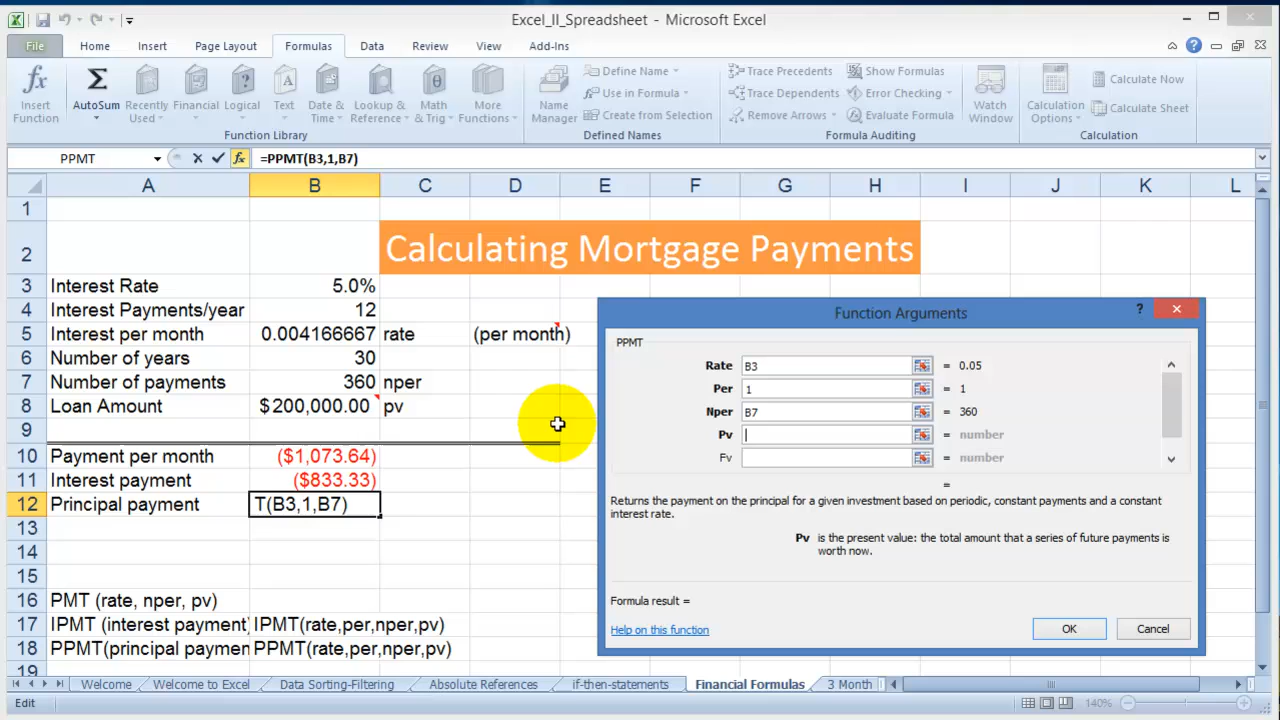 Excel_II_Spreadsheet - Microsoft Excel
File Home Insert Page Layout Formulas Data Review View Add-Ins
fx Σ ? A θ
Insert Function
AutoSum
Recently Used
Financial
Logical
Text
Date & Time
Lookup & Reference
Math & Trig
More Functions
Function Library
Name Manager
Define Name
Use in Formula
Create from Selection
Defined Names
Trace Precedents
Trace Dependents
Remove Arrows
Show Formulas
Error Checking
Evaluate Formula
Formula Auditing
Watch Window
Calculation Options
Calculate Now
Calculate Sheet
Calculation
PPMT fx =PPMT(B3,1,B7)
A B C D E F G H I J K L
1
2 Calculating Mortgage Payments
3 Interest Rate 5.0%
4 Interest Payments/year 12
5 Interest per month 0.004166667 rate (per month)
6 Number of years 30
7 Number of payments 360 nper
8 Loan Amount $200,000.00 pv
9
10 Payment per month ($1,073.64)
11 Interest payment ($833.33)
12 Principal payment T(B3,1,B7)
13
14
15
16 PMT (rate, nper, pv)
17 IPMT (interest payment) IPMT(rate,per,nper,pv)
18 PPMT(principal paymen PPMT(rate,per,nper,pv)
19
Function Arguments ?
PPMT
Rate B3 = 0.05
Per 1 = 1
Nper B7 = 360
Pv = number
Fv = number
=
Returns the payment on the principal for a given investment based on periodic, constant payments and a constant
interest rate.
Pv is the present value: the total amount that a series of future payments is
worth now.
Formula result =
Help on this function OK Cancel
Welcome Welcome to Excel Data Sorting-Filtering Absolute References if-then-statements Financial Formulas 3 Month
Edit 140%